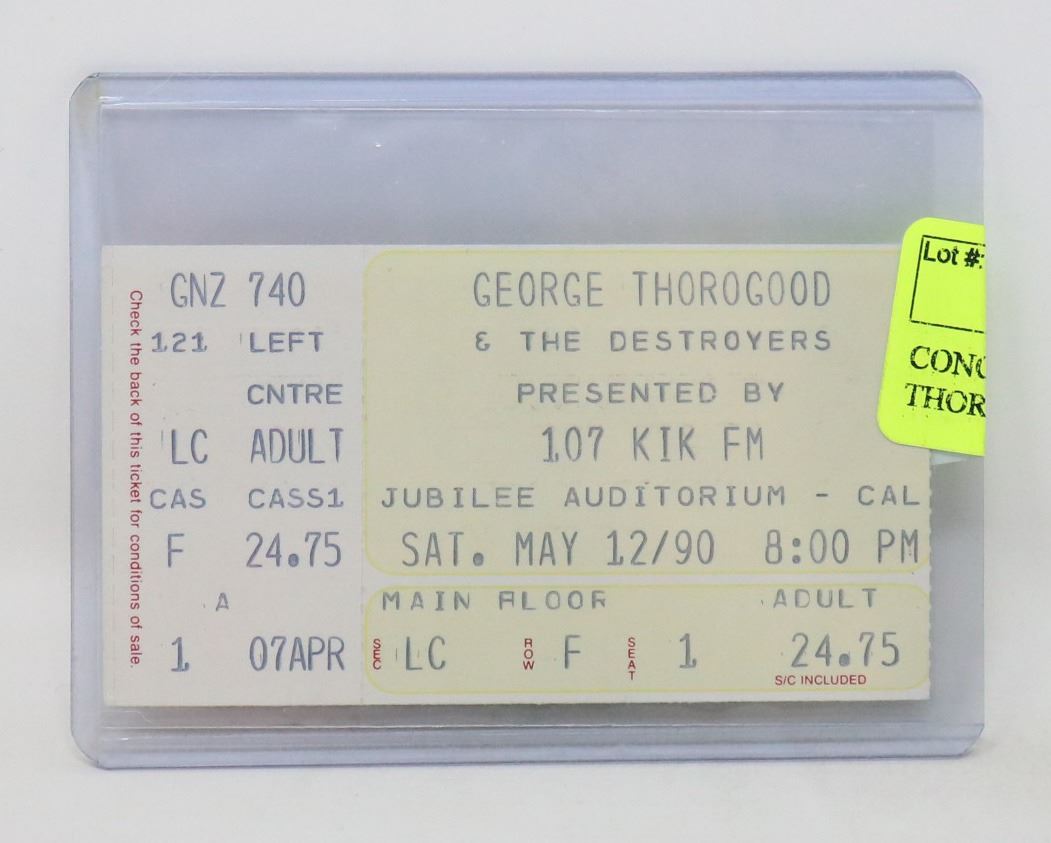 Check the back of this ticket for conditions of sale.
GNZ 740
121 LEFT
CNTRE
LC ADULT
CAS CASS1
F 24.75
A
1 07APR
GEORGE THOROGOOD
& THE DESTROYERS
PRESENTED BY
107 KIK FM
JUBILEE AUDITORIUM - CAL
SAT. MAY 12/90 8:00 PM
MAIN FLOOR ADULT
SEC LC ROW F SEAT 1 24.75
S/C INCLUDED
Lot #:
CONC
THOR